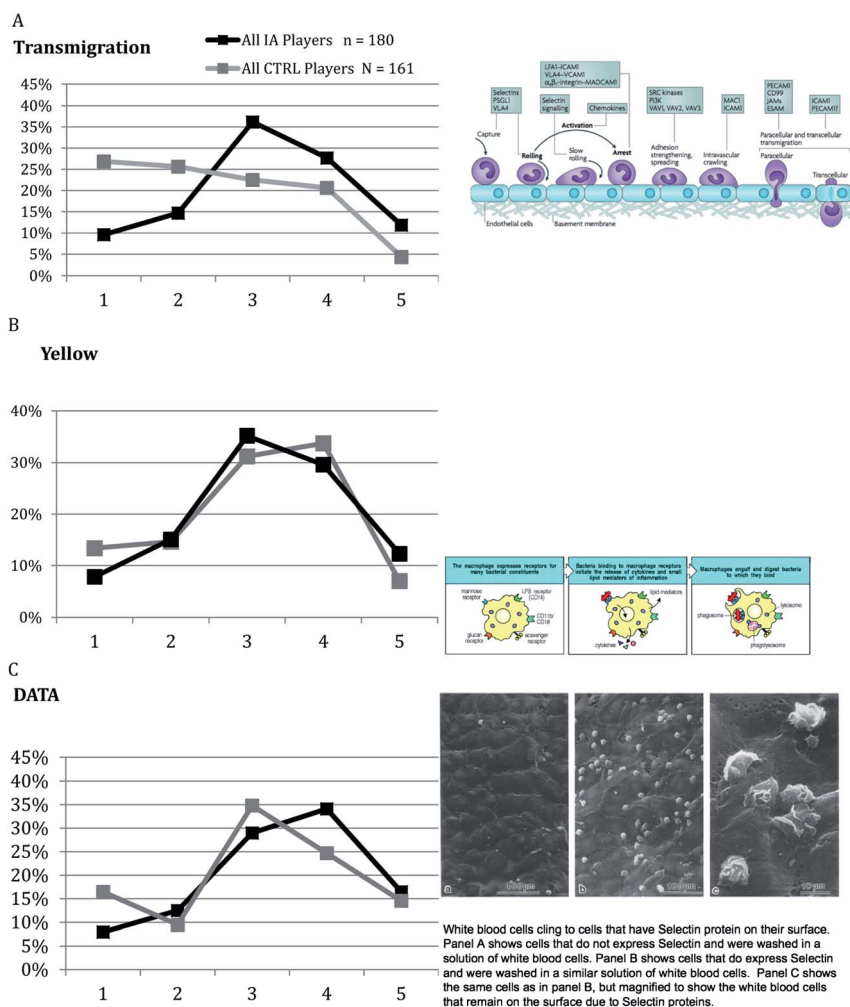 A
Transmigration
All IA Players n = 180
All CTRL Players N = 161
45%
40%
35%
30%
25%
20%
15%
10%
5%
0%
1 2 3 4 5
Selectins
PSGL1
VLA4
LFA1–ICAM1
VLA4–VCAM1
α₄β₇-integrin–MADCAM1
Selectin
signalling
Chemokines
SRC kinases
PI3K
VAV1, VAV2, VAV3
MAC1
ICAM1
PECAM1
CD99
JAMs
ESAM
ICAM1
PECAM1?
Activation
Capture
Rolling
Slow
rolling
Arrest
Adhesion
strengthening,
spreading
Intravascular
crawling
Paracellular and transcellular
transmigration
Paracellular
Transcellular
Endothelial cells
Basement membrane
B
Yellow
40%
30%
20%
10%
0%
1 2 3 4 5
The macrophage expresses receptors for
many bacterial constituents
mannose
receptor
LPS receptor
(CD14)
CD11b/
CD18
glucan
receptor
scavenger
receptor
Bacteria binding to macrophage receptors
initiate the release of cytokines and small
lipid mediators of inflammation
lipid mediators
cytokines
Macrophages engulf and digest bacteria
to which they bind
lysosome
phagosome
phagolysosome
C
DATA
45%
40%
35%
30%
25%
20%
15%
10%
5%
0%
1 2 3 4 5
a
b
c
10 μm
White blood cells cling to cells that have Selectin protein on their surface.
Panel A shows cells that do not express Selectin and were washed in a
solution of white blood cells. Panel B shows cells that do express Selectin
and were washed in a similar solution of white blood cells. Panel C shows
the same cells as in panel B, but magnified to show the white blood cells
that remain on the surface due to Selectin proteins.